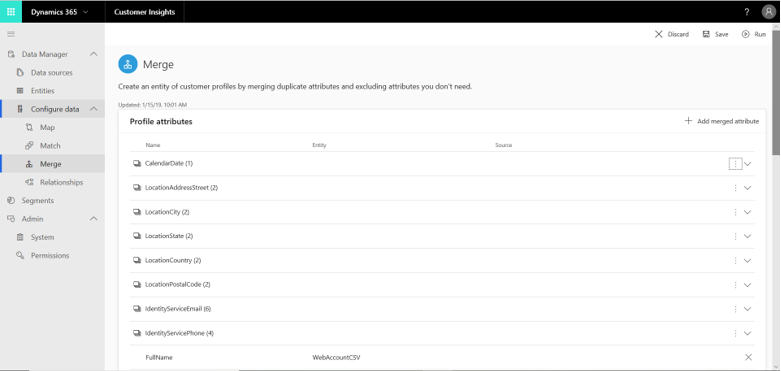 Dynamics 365 Customer Insights ?
Discard Save Run
Data Manager
Data sources
Entities
Configure data
Map
Match
Merge
Relationships
Segments
Admin
System
Permissions
Merge
Create an entity of customer profiles by merging duplicate attributes and excluding attributes you don't need.
Updated: 1/15/19, 10:01 AM
Profile attributes Add merged attribute
Name Entity Source
CalendarDate (1)
LocationAddressStreet (2)
LocationCity (2)
LocationState (2)
LocationCountry (2)
LocationPostalCode (2)
IdentityServiceEmail (6)
IdentityServicePhone (4)
FullName WebAccountCSV